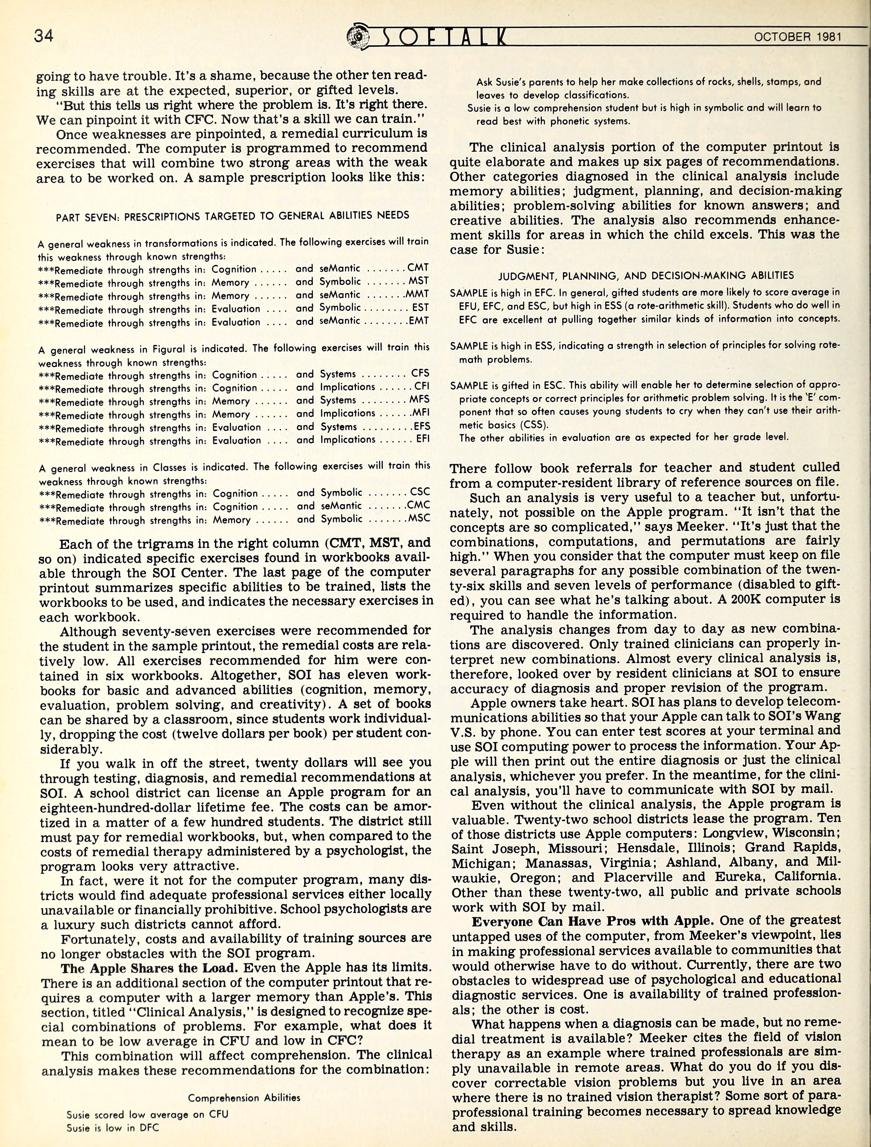 34
SOFTALK
OCTOBER 1981
going to have trouble. It's a shame, because the other ten read-
ing skills are at the expected, superior, or gifted levels.
"But this tells us right where the problem is. It's right there.
We can pinpoint it with CFC. Now that's a skill we can train."
Once weaknesses are pinpointed, a remedial curriculum is
recommended. The computer is programmed to recommend
exercises that will combine two strong areas with the weak
area to be worked on. A sample prescription looks like this:
PART SEVEN: PRESCRIPTIONS TARGETED TO GENERAL ABILITIES NEEDS
A general weakness in transformations is indicated. The following exercises will train
this weakness through known strengths:
***Remediate through strengths in: Cognition ..... and seMantic .......CMT
***Remediate through strengths in: Memory ...... and Symbolic ....... MST
***Remediate through strengths in: Memory ...... and seMantic .......MMT
***Remediate through strengths in: Evaluation .... and Symbolic........ EST
***Remediate through strengths in: Evaluation .... and seMantic ........EMT
A general weakness in Figural is indicated. The following exercises will train this
weakness through known strengths:
***Remediate through strengths in: Cognition ..... and Systems ........ CFS
***Remediate through strengths in: Cognition ..... and Implications ......CFI
***Remediate through strengths in: Memory ...... and Systems ........ MFS
***Remediate through strengths in: Memory ...... and Implications ......MFI
***Remediate through strengths in: Evaluation .... and Systems .........EFS
***Remediate through strengths in: Evaluation .... and Implications ...... EFI
A general weakness in Classes is indicated. The following exercises will train this
weakness through known strengths:
***Remediate through strengths in: Cognition ..... and Symbolic ....... CSC
***Remediate through strengths in: Cognition ..... and seMantic .......CMC
***Remediate through strengths in: Memory ...... and Symbolic .......MSC
Each of the trigrams in the right column (CMT, MST, and
so on) indicated specific exercises found in workbooks avail-
able through the SOI Center. The last page of the computer
printout summarizes specific abilities to be trained, lists the
workbooks to be used, and indicates the necessary exercises in
each workbook.
Although seventy-seven exercises were recommended for
the student in the sample printout, the remedial costs are rela-
tively low. All exercises recommended for him were con-
tained in six workbooks. Altogether, SOI has eleven work-
books for basic and advanced abilities (cognition, memory,
evaluation, problem solving, and creativity). A set of books
can be shared by a classroom, since students work individual-
ly, dropping the cost (twelve dollars per book) per student con-
siderably.
If you walk in off the street, twenty dollars will see you
through testing, diagnosis, and remedial recommendations at
SOI. A school district can license an Apple program for an
eighteen-hundred-dollar lifetime fee. The costs can be amor-
tized in a matter of a few hundred students. The district still
must pay for remedial workbooks, but, when compared to the
costs of remedial therapy administered by a psychologist, the
program looks very attractive.
In fact, were it not for the computer program, many dis-
tricts would find adequate professional services either locally
unavailable or financially prohibitive. School psychologists are
a luxury such districts cannot afford.
Fortunately, costs and availability of training sources are
no longer obstacles with the SOI program.
The Apple Shares the Load. Even the Apple has its limits.
There is an additional section of the computer printout that re-
quires a computer with a larger memory than Apple's. This
section, titled "Clinical Analysis," is designed to recognize spe-
cial combinations of problems. For example, what does it
mean to be low average in CFU and low in CFC?
This combination will affect comprehension. The clinical
analysis makes these recommendations for the combination:
Comprehension Abilities
Susie scored low average on CFU
Susie is low in DFC
Ask Susie's parents to help her make collections of rocks, shells, stamps, and
leaves to develop classifications.
Susie is a low comprehension student but is high in symbolic and will learn to
read best with phonetic systems.
The clinical analysis portion of the computer printout is
quite elaborate and makes up six pages of recommendations.
Other categories diagnosed in the clinical analysis include
memory abilities; judgment, planning, and decision-making
abilities; problem-solving abilities for known answers; and
creative abilities. The analysis also recommends enhance-
ment skills for areas in which the child excels. This was the
case for Susie:
JUDGMENT, PLANNING, AND DECISION-MAKING ABILITIES
SAMPLE is high in EFC. In general, gifted students are more likely to score average in
EFU, EFC, and ESC, but high in ESS (a rote-arithmetic skill). Students who do well in
EFC are excellent at pulling together similar kinds of information into concepts.
SAMPLE is high in ESS, indicating a strength in selection of principles for solving rote-
math problems.
SAMPLE is gifted in ESC. This ability will enable her to determine selection of appro-
priate concepts or correct principles for arithmetic problem solving. It is the 'E' com-
ponent that so often causes young students to cry when they can't use their arith-
metic basics (CSS).
The other abilities in evaluation are as expected for her grade level.
There follow book referrals for teacher and student culled
from a computer-resident library of reference sources on file.
Such an analysis is very useful to a teacher but, unfortu-
nately, not possible on the Apple program. "It isn't that the
concepts are so complicated," says Meeker. "It's just that the
combinations, computations, and permutations are fairly
high." When you consider that the computer must keep on file
several paragraphs for any possible combination of the twen-
ty-six skills and seven levels of performance (disabled to gift-
ed), you can see what he's talking about. A 200K computer is
required to handle the information.
The analysis changes from day to day as new combina-
tions are discovered. Only trained clinicians can properly in-
terpret new combinations. Almost every clinical analysis is,
therefore, looked over by resident clinicians at SOI to ensure
accuracy of diagnosis and proper revision of the program.
Apple owners take heart. SOI has plans to develop telecom-
munications abilities so that your Apple can talk to SOI's Wang
V.S. by phone. You can enter test scores at your terminal and
use SOI computing power to process the information. Your Ap-
ple will then print out the entire diagnosis or just the clinical
analysis, whichever you prefer. In the meantime, for the clini-
cal analysis, you'll have to communicate with SOI by mail.
Even without the clinical analysis, the Apple program is
valuable. Twenty-two school districts lease the program. Ten
of those districts use Apple computers: Longview, Wisconsin;
Saint Joseph, Missouri; Hensdale, Illinois; Grand Rapids,
Michigan; Manassas, Virginia; Ashland, Albany, and Mil-
waukie, Oregon; and Placerville and Eureka, California.
Other than these twenty-two, all public and private schools
work with SOI by mail.
Everyone Can Have Pros with Apple. One of the greatest
untapped uses of the computer, from Meeker's viewpoint, lies
in making professional services available to communities that
would otherwise have to do without. Currently, there are two
obstacles to widespread use of psychological and educational
diagnostic services. One is availability of trained profession-
als; the other is cost.
What happens when a diagnosis can be made, but no reme-
dial treatment is available? Meeker cites the field of vision
therapy as an example where trained professionals are sim-
ply unavailable in remote areas. What do you do if you dis-
cover correctable vision problems but you live in an area
where there is no trained vision therapist? Some sort of para-
professional training becomes necessary to spread knowledge
and skills.